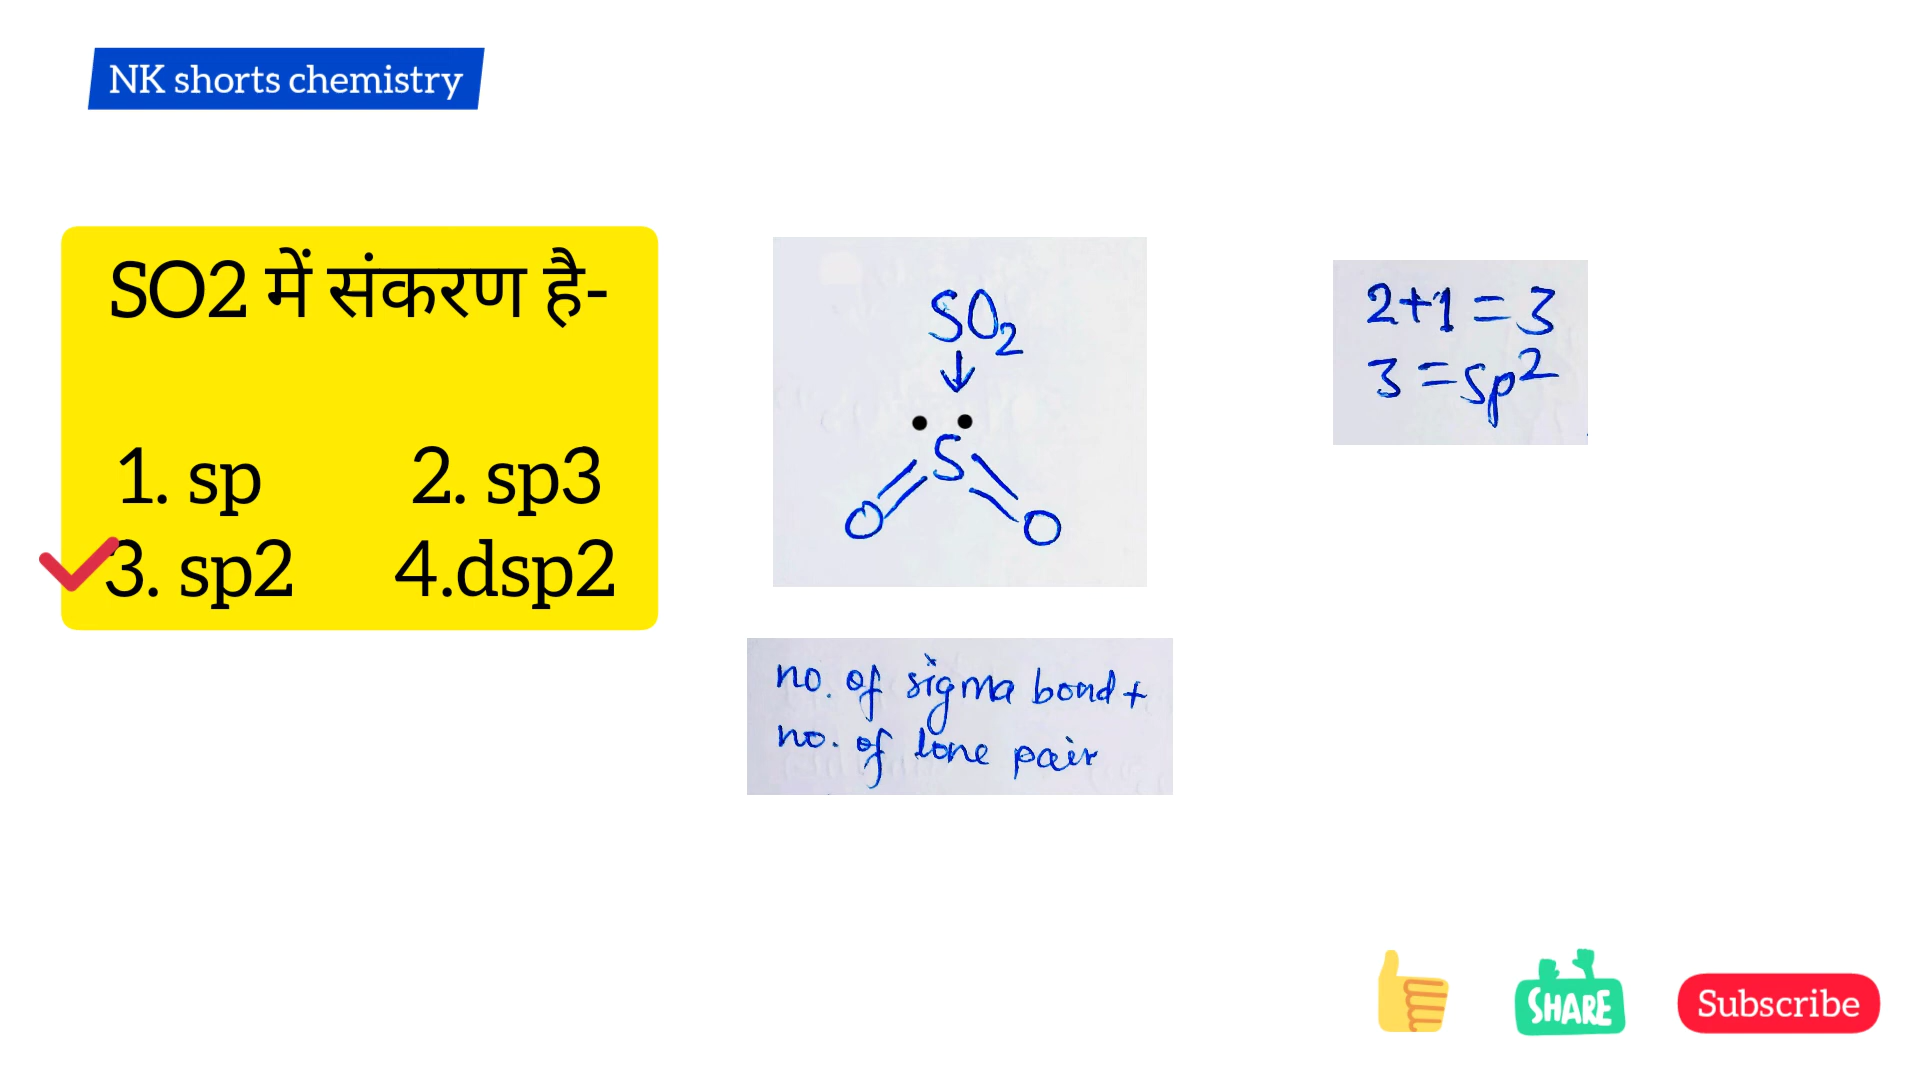 NK shorts chemistry
SO2 में संकरण है-
1. sp 2. sp3
3. sp2 4.dsp2
SO2
S
O O
no. of sigma bond +
no. of lone pair
2+1 = 3
3 = sp2
SHARE
Subscribe